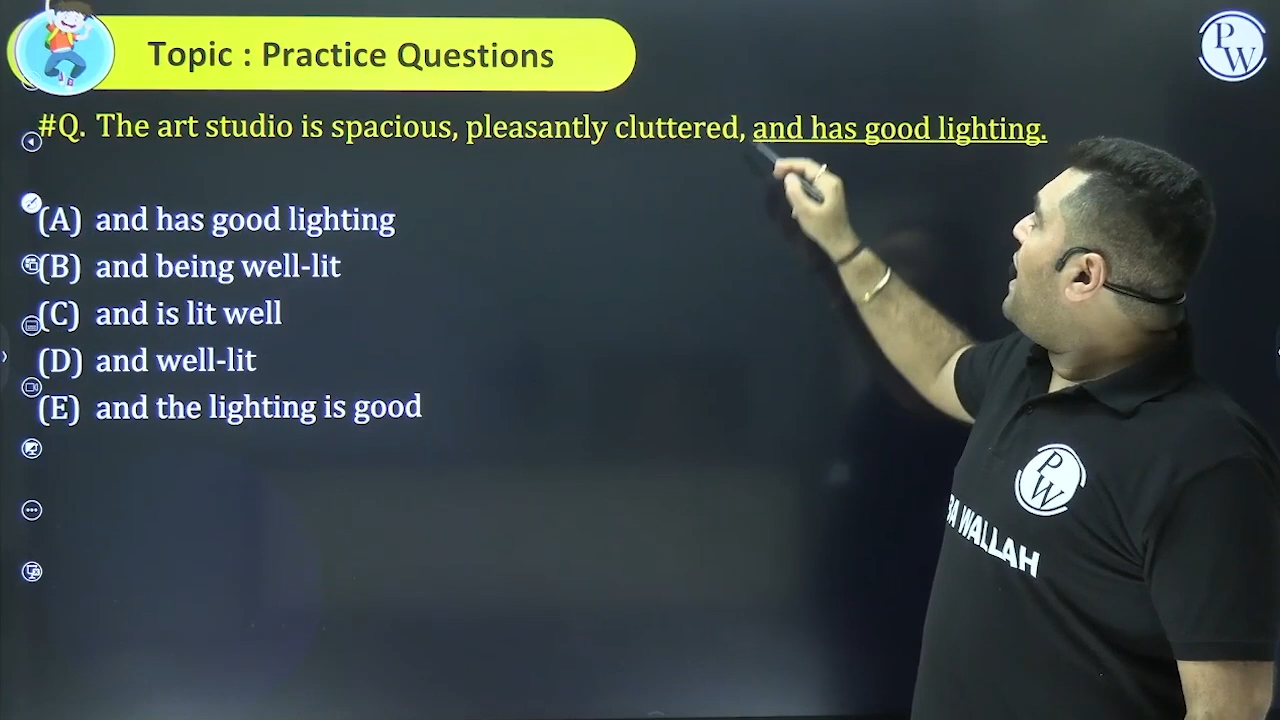 Topic : Practice Questions
PW
#Q. The art studio is spacious, pleasantly cluttered, and has good lighting.
(A) and has good lighting
(B) and being well-lit
(C) and is lit well
(D) and well-lit
(E) and the lighting is good
PW
BA WALLAH